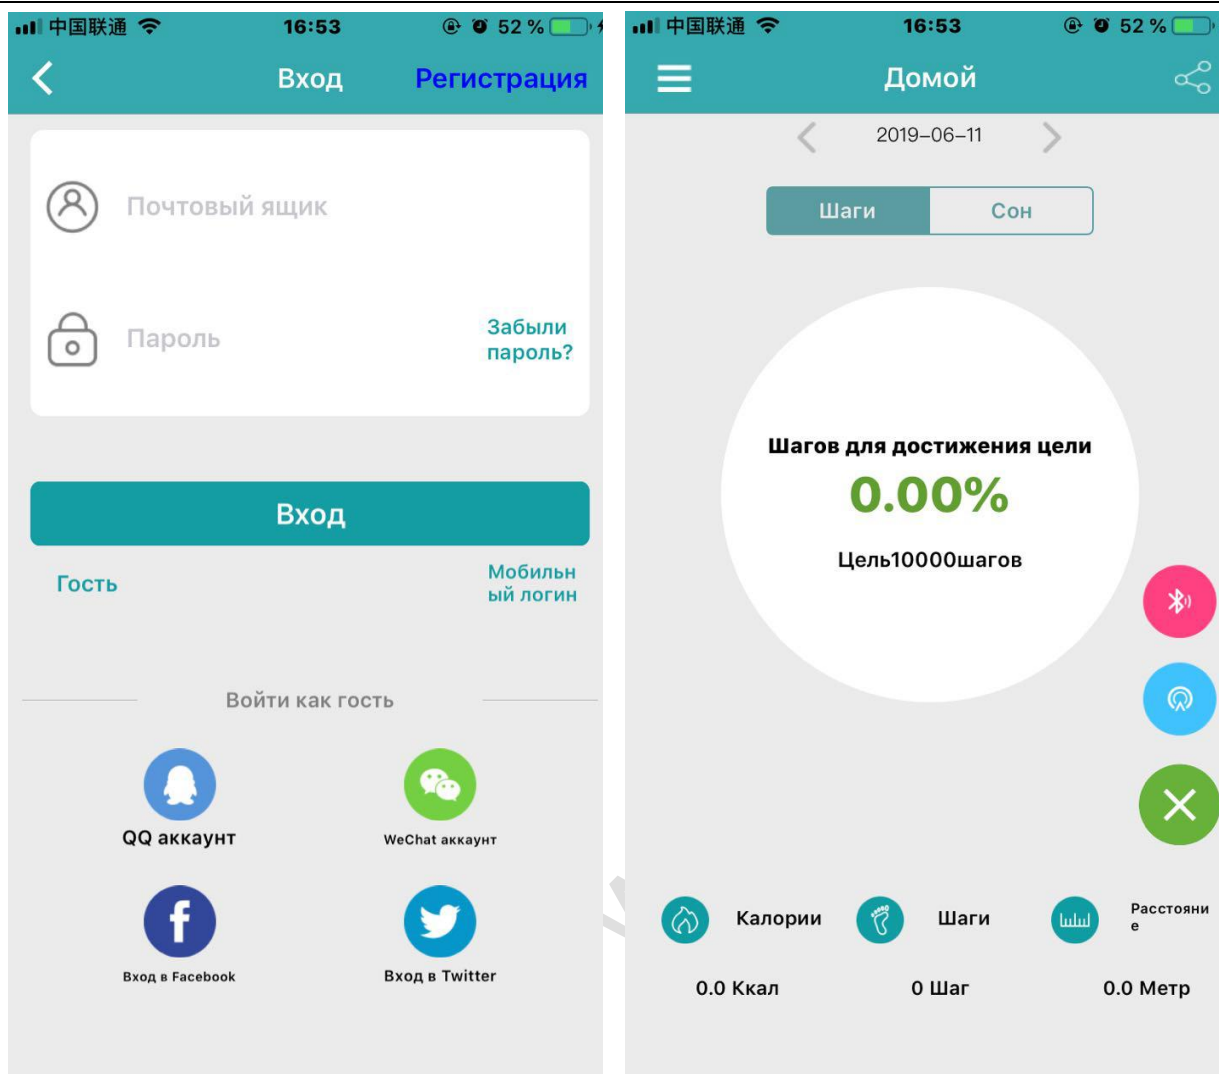 中国联通 16:53 52 %
Вход Регистрация
Почтовый ящик
Пароль
Забыли
пароль?
Вход
Гость
Мобильн
ый логин
Войти как гость
QQ аккаунт
WeChat аккаунт
Вход в Facebook
Вход в Twitter
中国联通 16:53 52 %
Домой
2019–06–11
Шаги Сон
Шагов для достижения цели
0.00%
Цель10000шагов
Калории Шаги
Расстояни
е
0.0 Ккал 0 Шаг 0.0 Метр